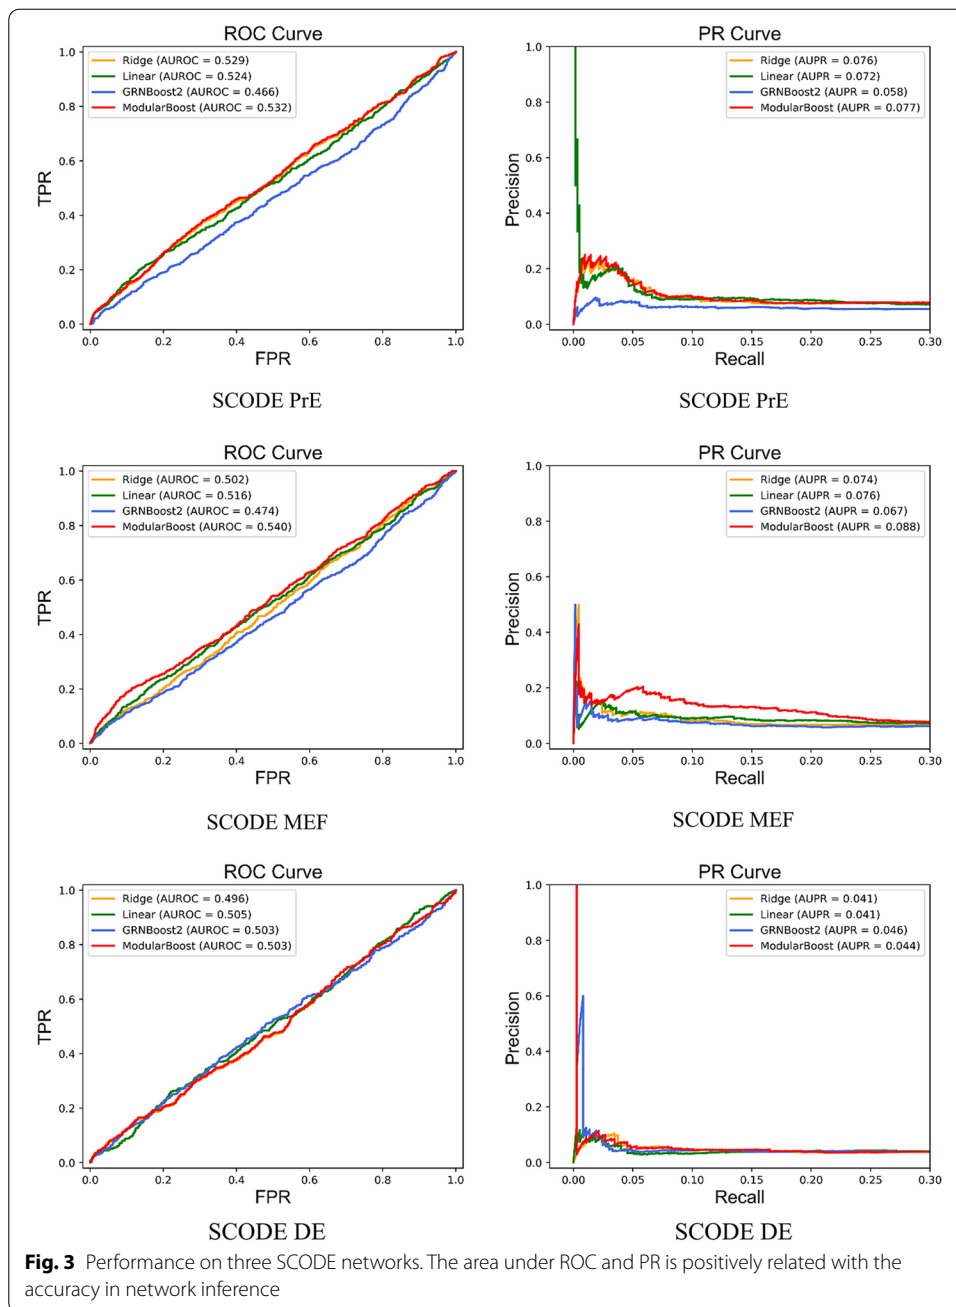 ROC Curve
1.0
0.8
0.6
0.4
0.2
0.0
TPR
Ridge (AUROC = 0.529)
Linear (AUROC = 0.524)
GRNBoost2 (AUROC = 0.466)
ModularBoost (AUROC = 0.532)
0.0 0.2 0.4 0.6 0.8 1.0
FPR
SCODE PrE
PR Curve
1.0
0.8
0.6
0.4
0.2
0.0
Precision
Ridge (AUPR = 0.076)
Linear (AUPR = 0.072)
GRNBoost2 (AUPR = 0.058)
ModularBoost (AUPR = 0.077)
0.00 0.05 0.10 0.15 0.20 0.25 0.30
Recall
SCODE PrE
ROC Curve
1.0
0.8
0.6
0.4
0.2
0.0
TPR
Ridge (AUROC = 0.502)
Linear (AUROC = 0.516)
GRNBoost2 (AUROC = 0.474)
ModularBoost (AUROC = 0.540)
0.0 0.2 0.4 0.6 0.8 1.0
FPR
SCODE MEF
PR Curve
1.0
0.8
0.6
0.4
0.2
0.0
Precision
Ridge (AUPR = 0.074)
Linear (AUPR = 0.076)
GRNBoost2 (AUPR = 0.067)
ModularBoost (AUPR = 0.088)
0.00 0.05 0.10 0.15 0.20 0.25 0.30
Recall
SCODE MEF
ROC Curve
1.0
0.8
0.6
0.4
0.2
0.0
TPR
Ridge (AUROC = 0.496)
Linear (AUROC = 0.505)
GRNBoost2 (AUROC = 0.503)
ModularBoost (AUROC = 0.503)
0.0 0.2 0.4 0.6 0.8 1.0
FPR
SCODE DE
PR Curve
1.0
0.8
0.6
0.4
0.2
0.0
Precision
Ridge (AUPR = 0.041)
Linear (AUPR = 0.041)
GRNBoost2 (AUPR = 0.046)
ModularBoost (AUPR = 0.044)
0.00 0.05 0.10 0.15 0.20 0.25 0.30
Recall
SCODE DE
Fig. 3 Performance on three SCODE networks. The area under ROC and PR is positively related with the
accuracy in network inference